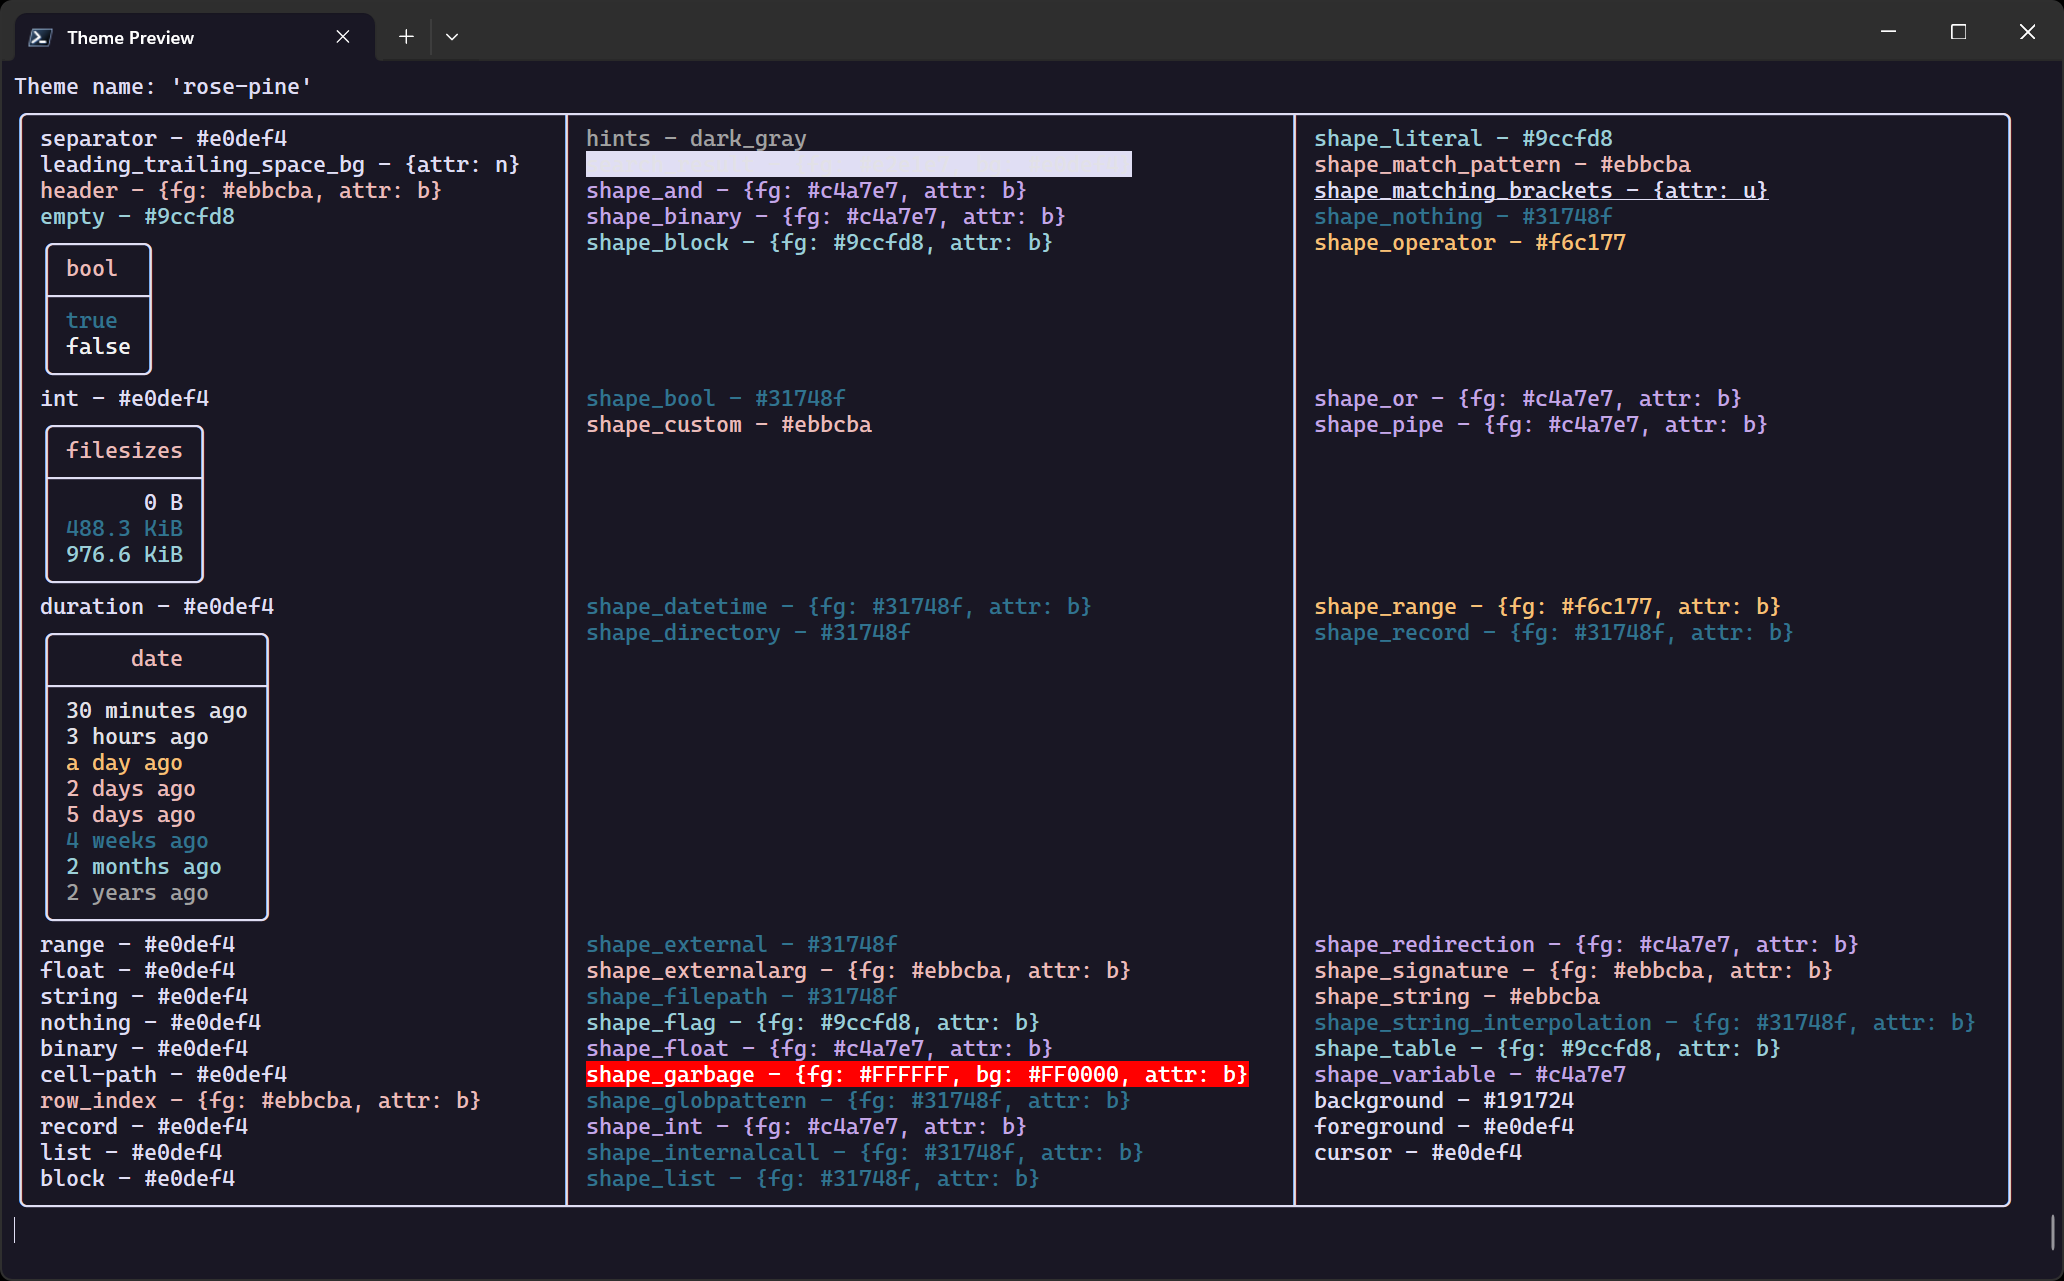 Theme Preview
Theme name: 'rose-pine'
separator - #e0def4
leading_trailing_space_bg - {attr: n}
header - {fg: #ebbcba, attr: b}
empty - #9ccfd8
bool
true
false
int - #e0def4
filesizes
0 B
488.3 KiB
976.6 KiB
duration - #e0def4
date
30 minutes ago
3 hours ago
a day ago
2 days ago
5 days ago
4 weeks ago
2 months ago
2 years ago
range - #e0def4
float - #e0def4
string - #e0def4
nothing - #e0def4
binary - #e0def4
cell-path - #e0def4
row_index - {fg: #ebbcba, attr: b}
record - #e0def4
list - #e0def4
block - #e0def4
hints - dark_gray
shape_and - {fg: #c4a7e7, attr: b}
shape_binary - {fg: #c4a7e7, attr: b}
shape_block - {fg: #9ccfd8, attr: b}
shape_bool - #31748f
shape_custom - #ebbcba
shape_datetime - {fg: #31748f, attr: b}
shape_directory - #31748f
shape_external - #31748f
shape_externalarg - {fg: #ebbcba, attr: b}
shape_filepath - #31748f
shape_flag - {fg: #9ccfd8, attr: b}
shape_float - {fg: #c4a7e7, attr: b}
shape_garbage - {fg: #FFFFFF, bg: #FF0000, attr: b}
shape_globpattern - {fg: #31748f, attr: b}
shape_int - {fg: #c4a7e7, attr: b}
shape_internalcall - {fg: #31748f, attr: b}
shape_list - {fg: #31748f, attr: b}
shape_literal - #9ccfd8
shape_match_pattern - #ebbcba
shape_matching_brackets - {attr: u}
shape_nothing - #31748f
shape_operator - #f6c177
shape_or - {fg: #c4a7e7, attr: b}
shape_pipe - {fg: #c4a7e7, attr: b}
shape_range - {fg: #f6c177, attr: b}
shape_record - {fg: #31748f, attr: b}
shape_redirection - {fg: #c4a7e7, attr: b}
shape_signature - {fg: #ebbcba, attr: b}
shape_string - #ebbcba
shape_string_interpolation - {fg: #31748f, attr: b}
shape_table - {fg: #9ccfd8, attr: b}
shape_variable - #c4a7e7
background - #191724
foreground - #e0def4
cursor - #e0def4